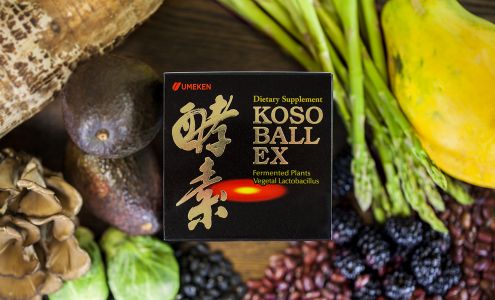 UMEKEN
酵素
Dietary Supplement
KOSO
BALL
EX
Fermented Plants
Vegetal Lactobacillus